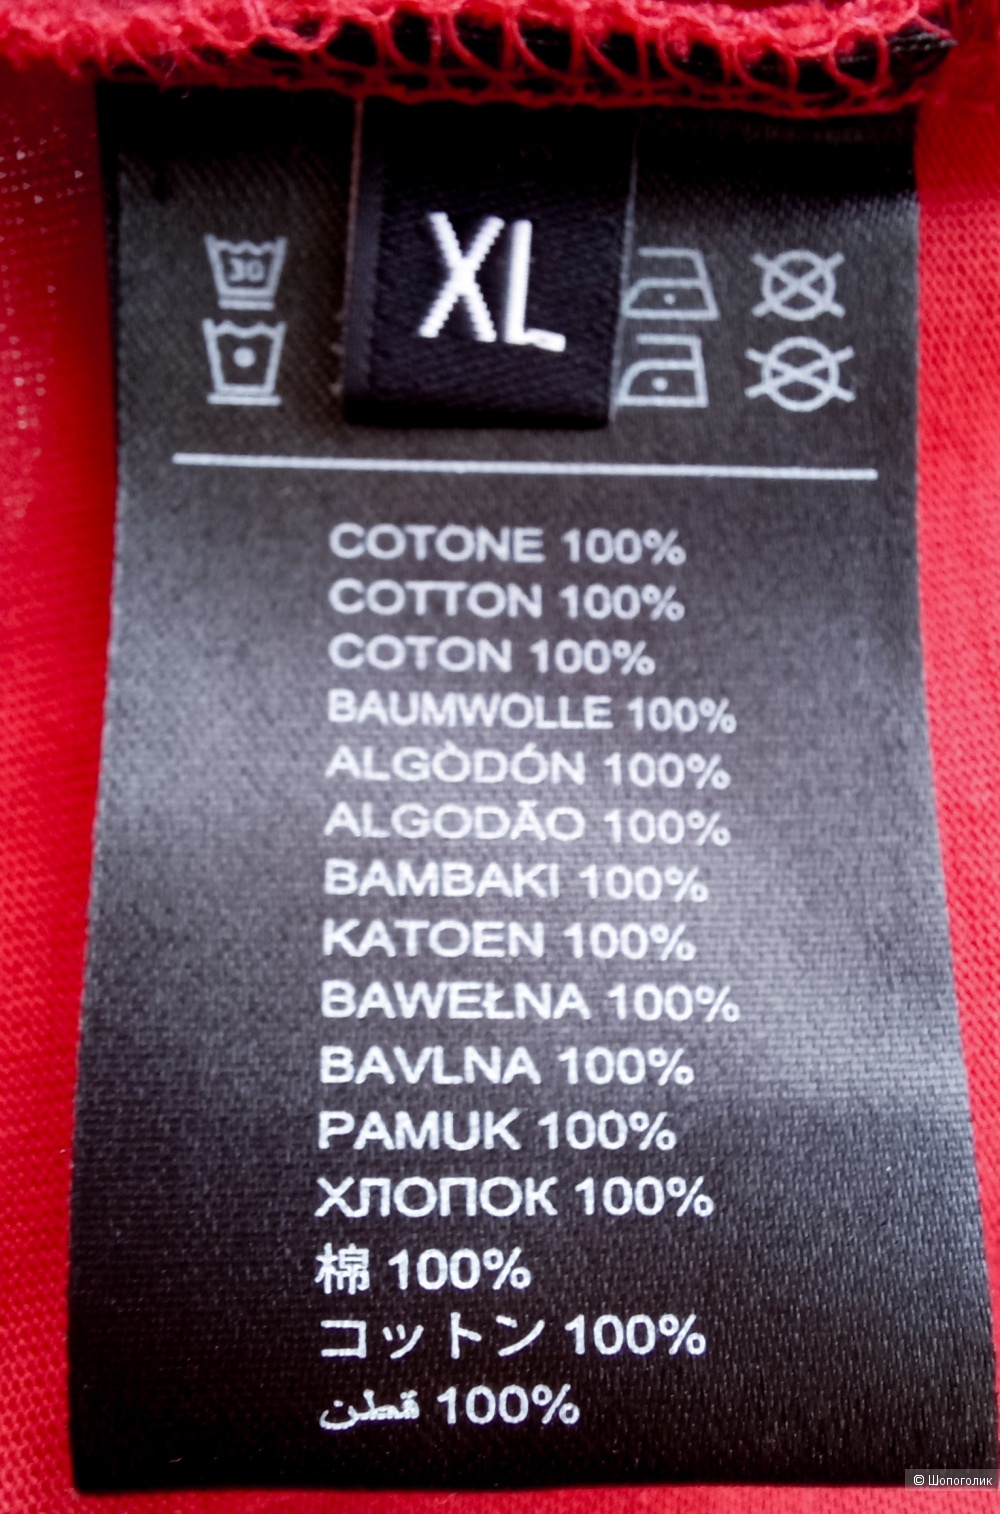 XL
30
COTONE 100%
COTTON 100%
COTON 100%
BAUMWOLLE 100%
ALGÒDÓN 100%
ALGODÃO 100%
BAMBAKI 100%
KATOEN 100%
BAWEŁNA 100%
BAVLNA 100%
PAMUK 100%
ХЛОПОК 100%
棉 100%
コットン 100%
قطن 100%
© Шопоголик